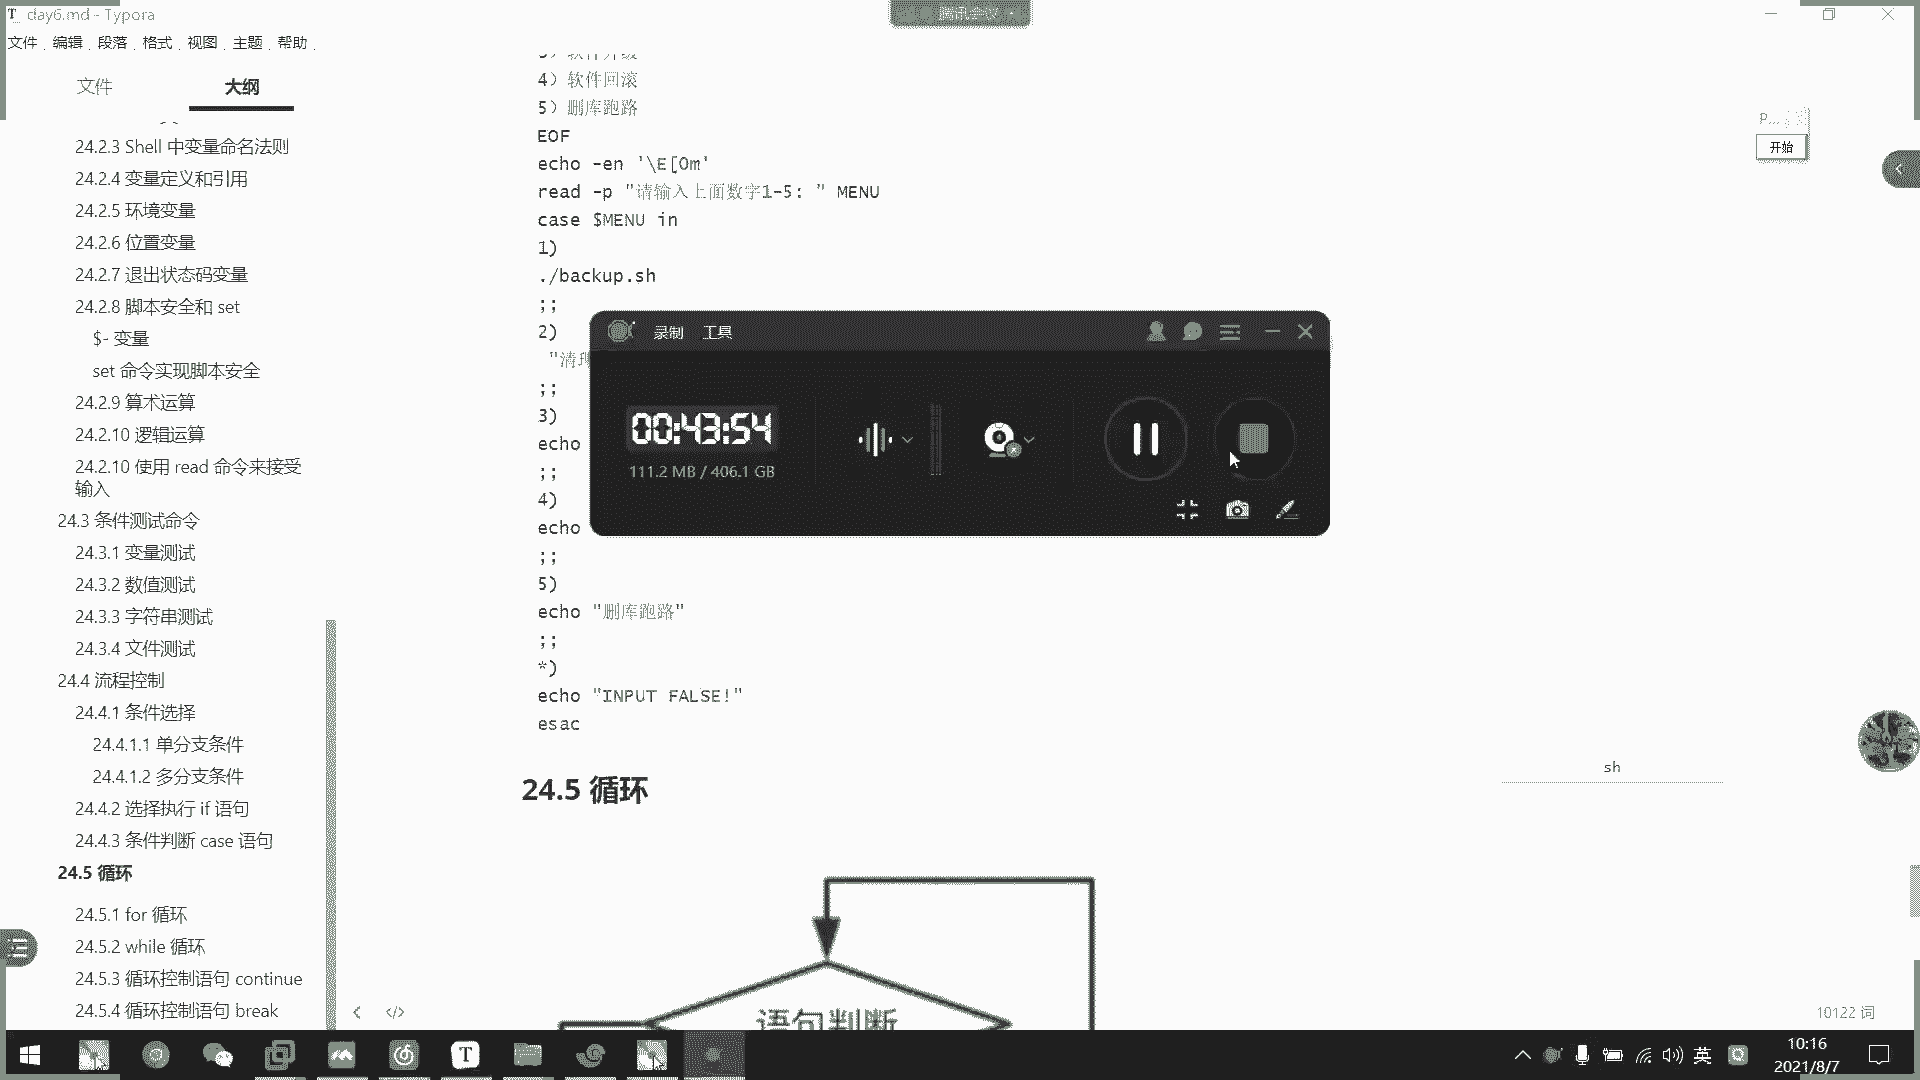 day6.md - Typora
腾讯会议
文件 编辑 段落 格式 视图 主题 帮助
文件 大纲
24.2.3 Shell 中变量命名法则
24.2.4 变量定义和引用
24.2.5 环境变量
24.2.6 位置变量
24.2.7 退出状态码变量
24.2.8 脚本安全和 set
$- 变量
set 命令实现脚本安全
24.2.9 算术运算
24.2.10 逻辑运算
24.2.10 使用 read 命令来接受
输入
24.3 条件测试命令
24.3.1 变量测试
24.3.2 数值测试
24.3.3 字符串测试
24.3.4 文件测试
24.4 流程控制
24.4.1 条件选择
24.4.1.1 单分支条件
24.4.1.2 多分支条件
24.4.2 选择执行 if 语句
24.4.3 条件判断 case 语句
24.5 循环
24.5.1 for 循环
24.5.2 while 循环
24.5.3 循环控制语句 continue
24.5.4 循环控制语句 break
4）软件回滚
5）删库跑路
EOF
echo -en '\E[0m'
read -p "请输入上面数字1-5: " MENU
case $MENU in
1)
./backup.sh
;;
2)
"清理
;;
3)
echo
;;
4)
echo
;;
5)
echo "删库跑路"
;;
*)
echo "INPUT FALSE!"
esac
24.5 循环
语句判断
录制 工具
00:43:54
111.2 MB / 406.1 GB
P...
开始
sh
10122 词
英
10:16
2021/8/7